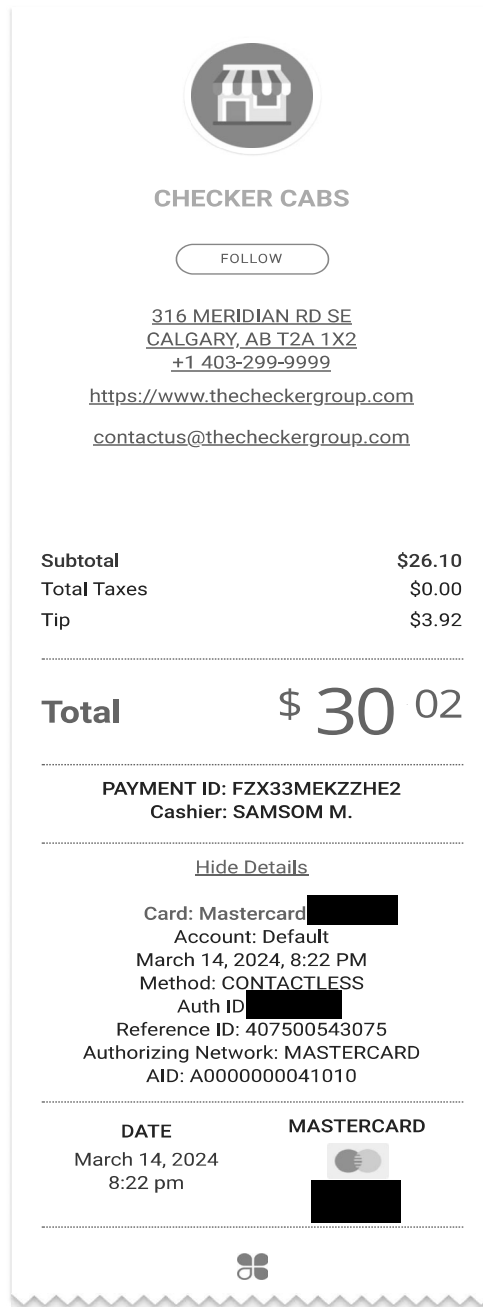 CHECKER CABS
FOLLOW
316 MERIDIAN RD SE
CALGARY, AB T2A 1X2
+1 403-299-9999
https://www.thecheckergroup.com
contactus@thecheckergroup.com
Subtotal $26.10
Total Taxes $0.00
Tip $3.92
Total $ 30 02
PAYMENT ID: FZX33MEKZZHE2
Cashier: SAMSOM M.
Hide Details
Card: Mastercard
Account: Default
March 14, 2024, 8:22 PM
Method: CONTACTLESS
Auth ID
Reference ID: 407500543075
Authorizing Network: MASTERCARD
AID: A0000000041010
DATE MASTERCARD
March 14, 2024
8:22 pm